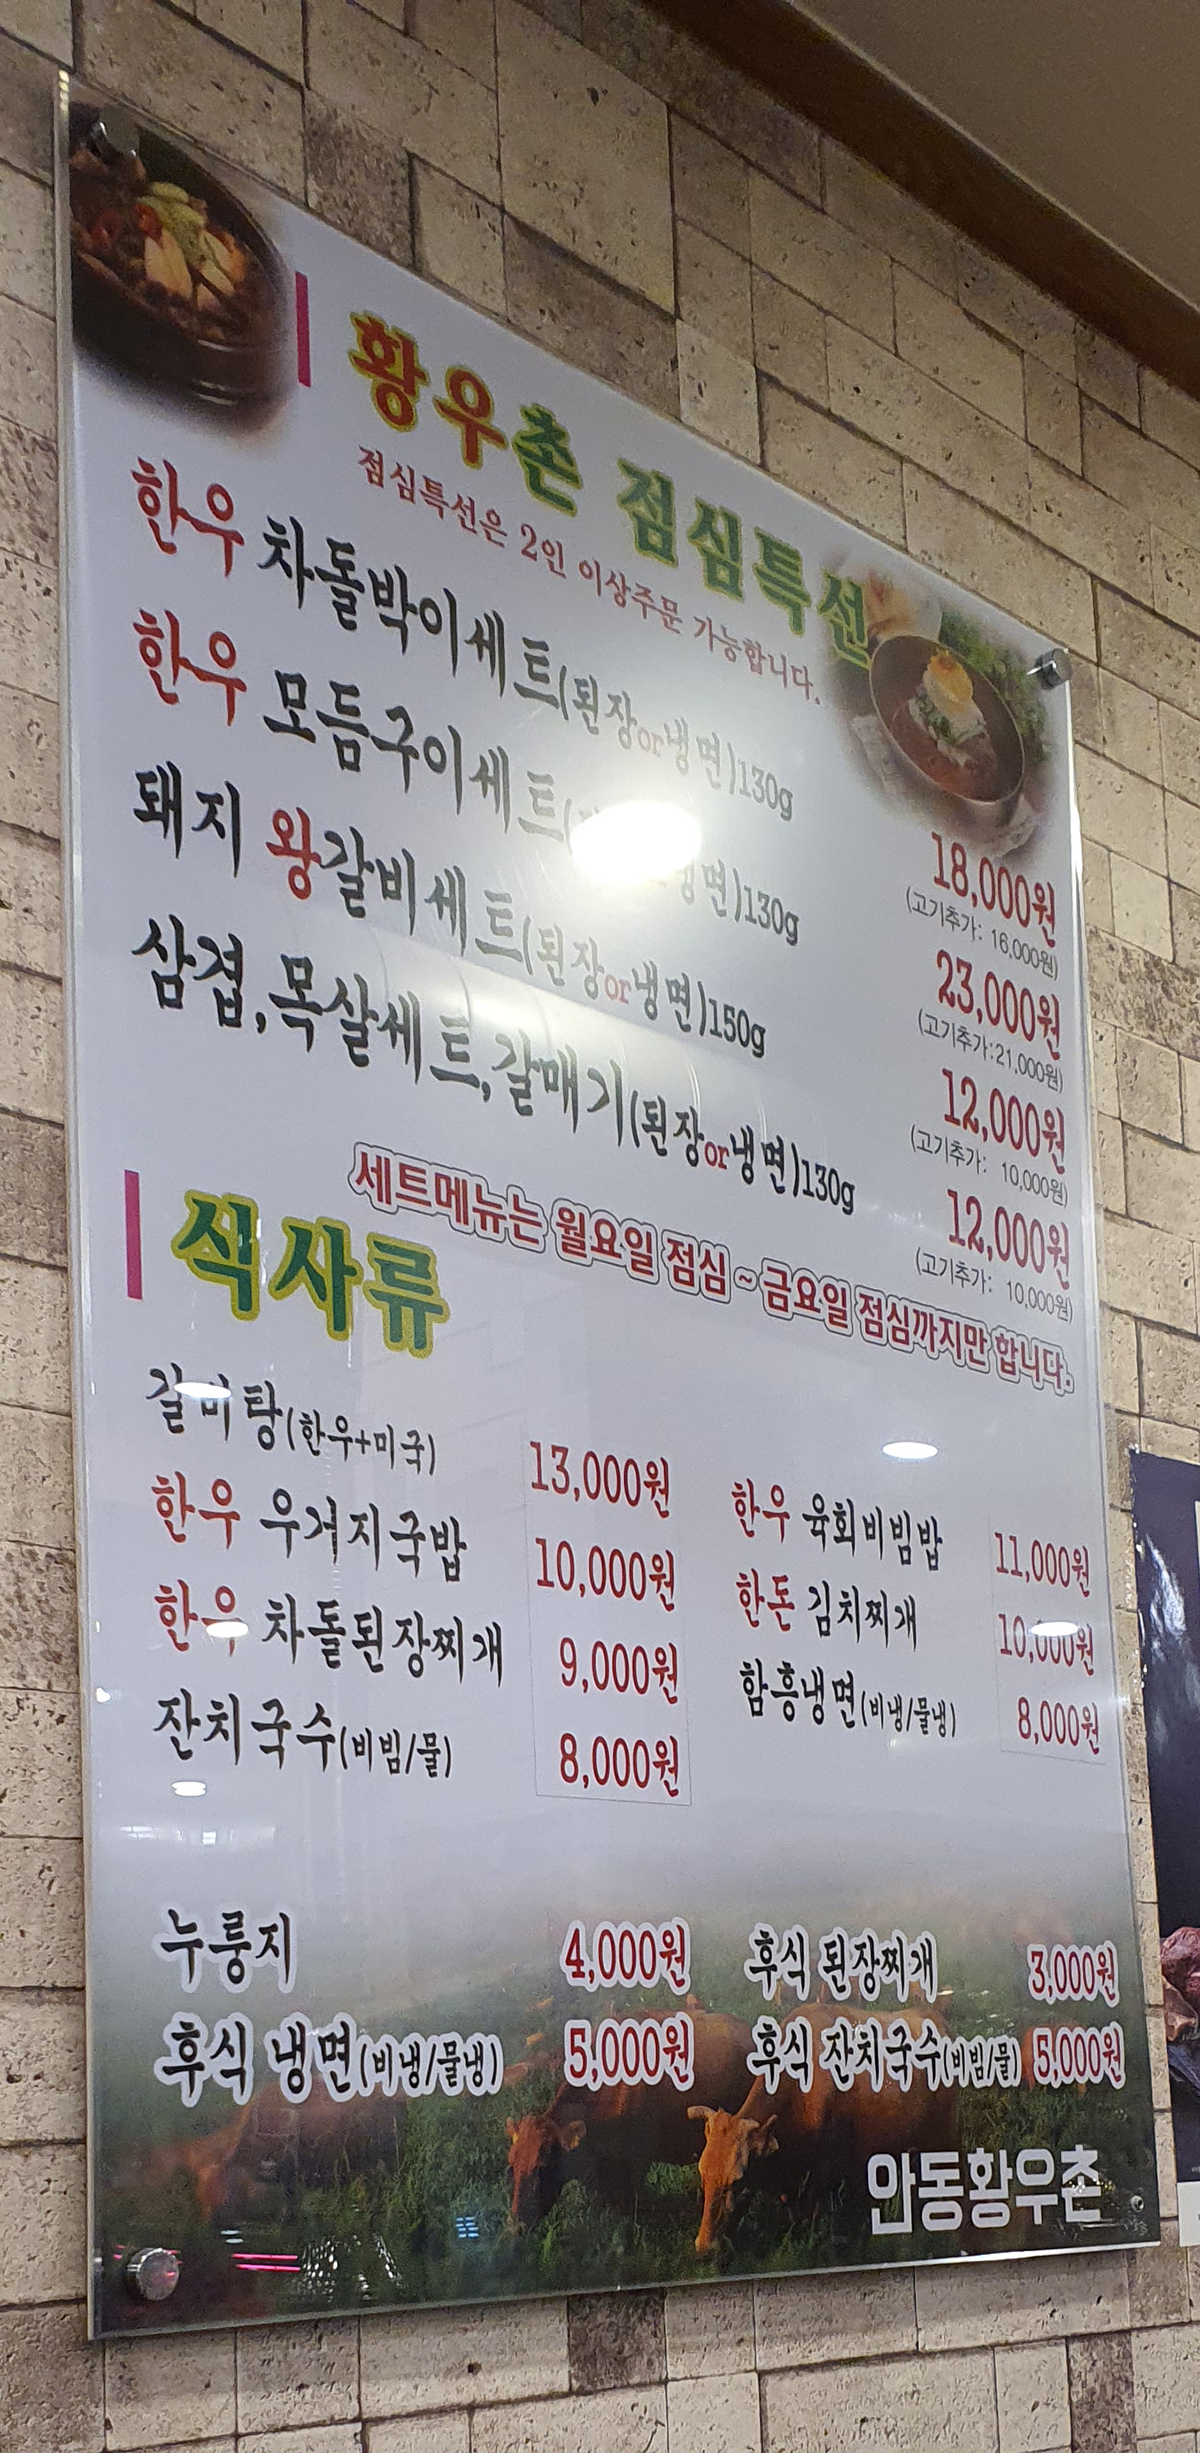 황우촌 점심특선
점심특선은 2인 이상주문 가능합니다.
한우 차돌박이세트(된장or냉면)130g 18,000원
(고기추가: 16,000원)
한우 모듬구이세트( 냉면)130g 23,000원
(고기추가:21,000원)
돼지 왕갈비세트(된장or냉면)150g 12,000원
(고기추가: 10,000원)
삼겹,목살세트,갈매기(된장or냉면)130g 12,000원
(고기추가: 10,000원)
세트메뉴는 월요일 점심 ~ 금요일 점심까지만 합니다.
식사류
갈비탕(한우+미국) 13,000원
한우 우거지국밥 10,000원
한우 차돌된장찌개 9,000원
잔치국수(비빔/물) 8,000원
한우 육회비빔밥 11,000원
한돈 김치찌개 10,000원
함흥냉면(비냉/물냉) 8,000원
누룽지 4,000원
후식 냉면(비냉/물냉) 5,000원
후식 된장찌개 3,000원
후식 잔치국수(비빔/물) 5,000원
안동황우촌